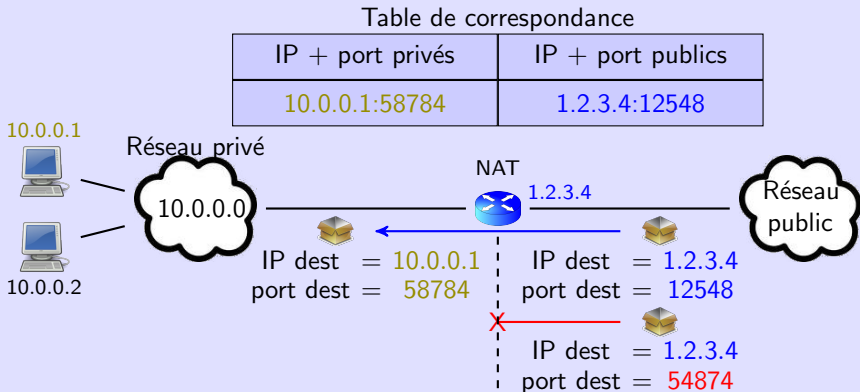 Table de correspondance
IP + port privés IP + port publics
10.0.0.1:58784 1.2.3.4:12548
10.0.0.1
Réseau privé
NAT
10.0.0.0
1.2.3.4
Réseau
public
10.0.0.2
IP dest = 10.0.0.1
port dest = 58784
IP dest = 1.2.3.4
port dest = 12548
X
IP dest = 1.2.3.4
port dest = 54874